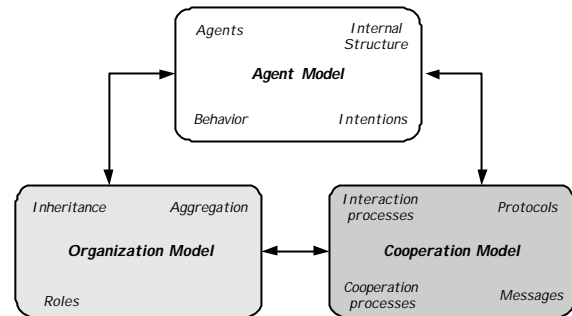 Agents
Internal
Structure
Agent Model
Behavior
Intentions
Inheritance
Aggregation
Organization Model
Roles
Interaction
processes
Protocols
Cooperation Model
Cooperation
processes
Messages